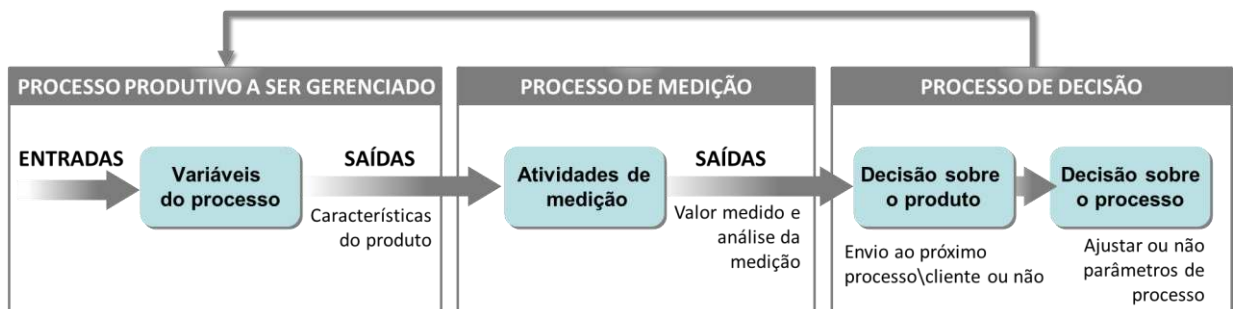 PROCESSO PRODUTIVO A SER GERENCIADO
ENTRADAS
Variáveis
do processo
SAÍDAS
Características
do produto
PROCESSO DE MEDIÇÃO
Atividades de
medição
SAÍDAS
Valor medido e
análise da
medição
PROCESSO DE DECISÃO
Decisão sobre
o produto
Envio ao próximo
processo\cliente ou não
Decisão sobre
o processo
Ajustar ou não
parâmetros de
processo